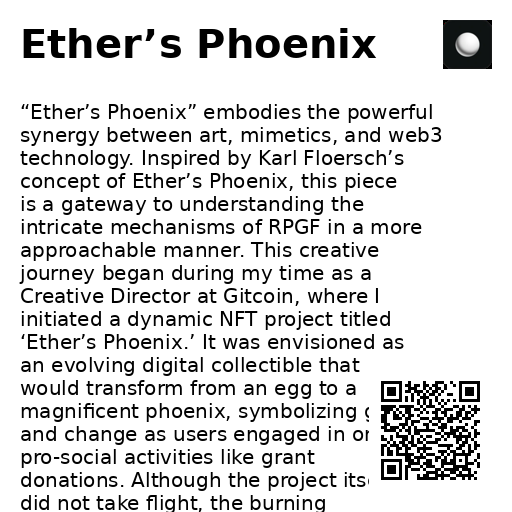 Ether’s Phoenix
“Ether’s Phoenix” embodies the powerful
synergy between art, mimetics, and web3
technology. Inspired by Karl Floersch’s
concept of Ether’s Phoenix, this piece
is a gateway to understanding the
intricate mechanisms of RPGF in a more
approachable manner. This creative
journey began during my time as a
Creative Director at Gitcoin, where I
initiated a dynamic NFT project titled
‘Ether’s Phoenix.’ It was envisioned as
an evolving digital collectible that
would transform from an egg to a
magnificent phoenix, symbolizing
and change as users engaged in
pro-social activities like grant
donations. Although the project
did not take flight, the burning